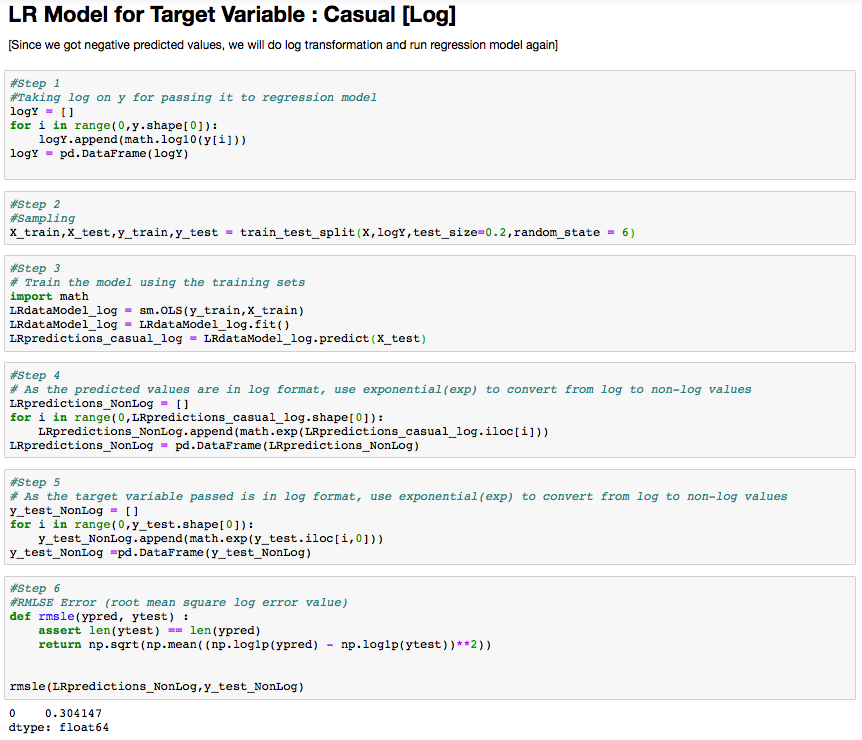 LR Model for Target Variable : Casual [Log]
[Since we got negative predicted values, we will do log transformation and run regression model again]
#Step 1
#Taking log on y for passing it to regression model
logY = []
for i in range(0,y.shape[0]):
    logY.append(math.log10(y[i]))
logY = pd.DataFrame(logY)
#Step 2
#Sampling
X_train,X_test,y_train,y_test = train_test_split(X,logY,test_size=0.2,random_state = 6)
#Step 3
# Train the model using the training sets
import math
LRdataModel_log = sm.OLS(y_train,X_train)
LRdataModel_log = LRdataModel_log.fit()
LRpredictions_casual_log = LRdataModel_log.predict(X_test)
#Step 4
# As the predicted values are in log format, use exponential(exp) to convert from log to non-log values
LRpredictions_NonLog = []
for i in range(0,LRpredictions_casual_log.shape[0]):
    LRpredictions_NonLog.append(math.exp(LRpredictions_casual_log.iloc[i]))
LRpredictions_NonLog = pd.DataFrame(LRpredictions_NonLog)
#Step 5
# As the target variable passed is in log format, use exponential(exp) to convert from log to non-log values
y_test_NonLog = []
for i in range(0,y_test.shape[0]):
    y_test_NonLog.append(math.exp(y_test.iloc[i,0]))
y_test_NonLog =pd.DataFrame(y_test_NonLog)
#Step 6
#RMLSE Error (root mean square log error value)
def rmsle(ypred, ytest) :
    assert len(ytest) == len(ypred)
    return np.sqrt(np.mean((np.log1p(ypred) - np.log1p(ytest))**2))
rmsle(LRpredictions_NonLog,y_test_NonLog)
0    0.304147
dtype: float64